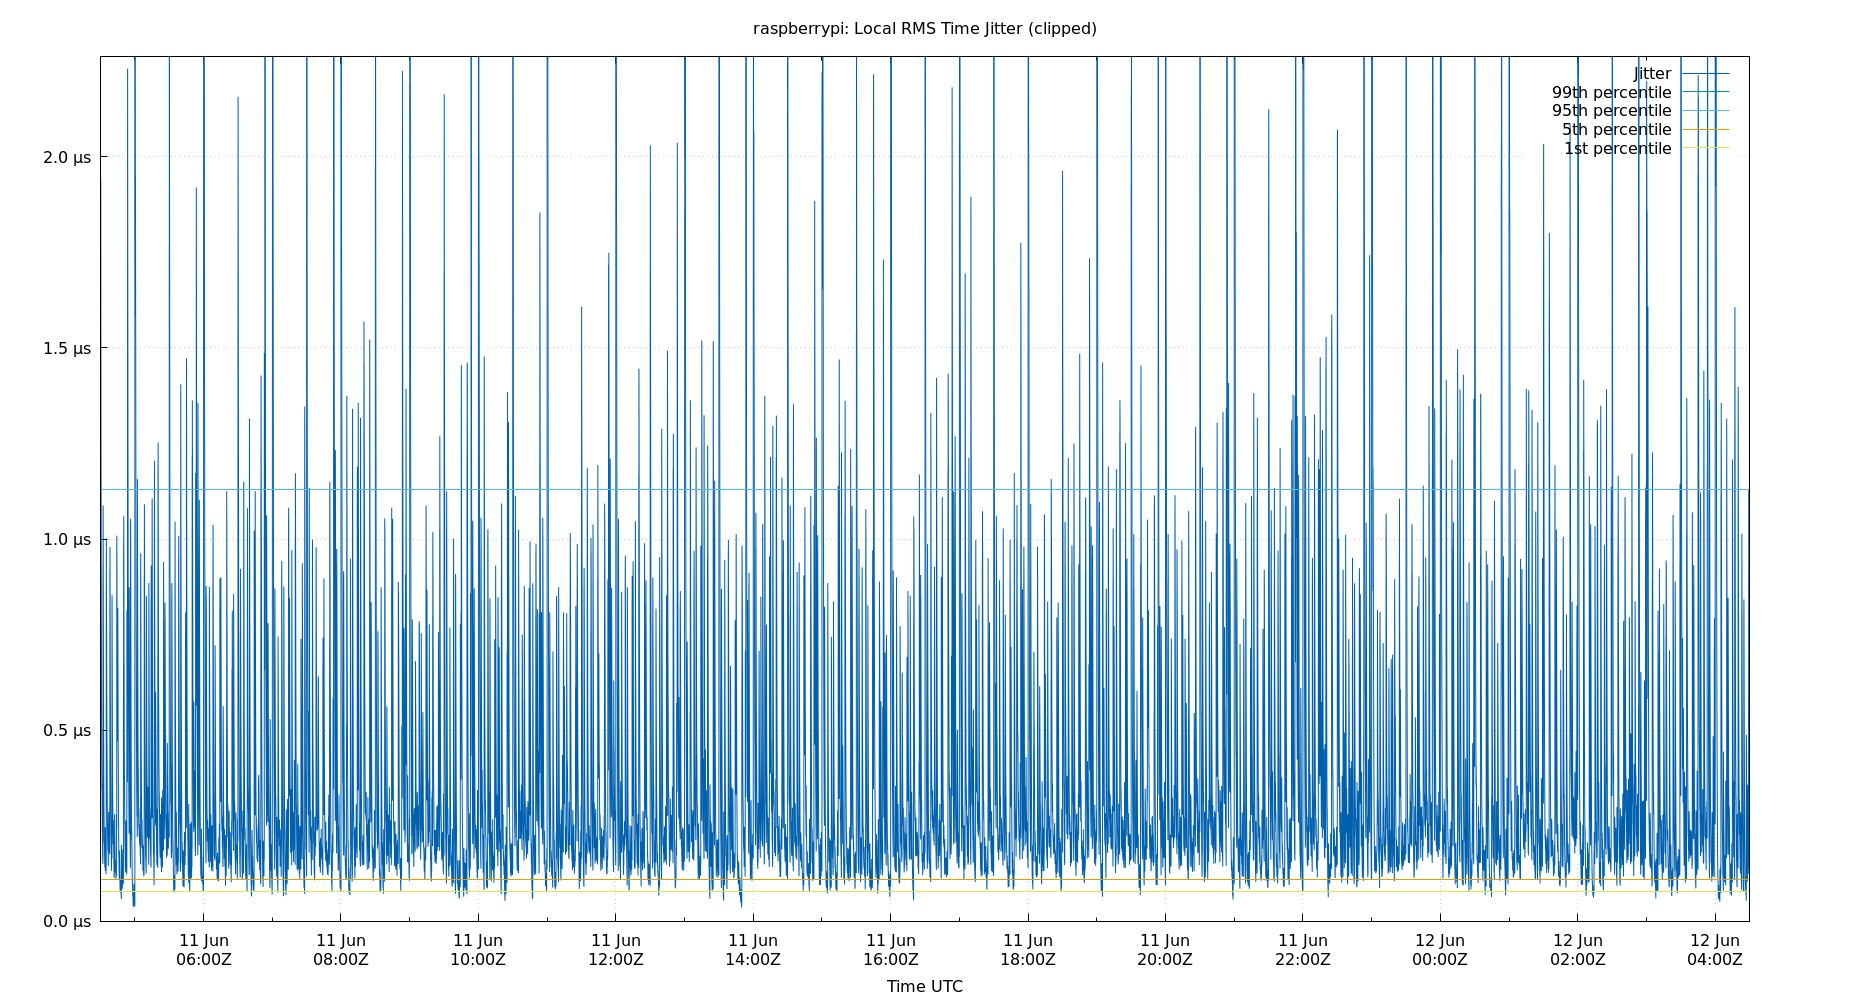 raspberrypi: Local RMS Time Jitter (clipped)
Jitter
99th percentile
95th percentile
5th percentile
1st percentile
2.0 µs
1.5 µs
1.0 µs
0.5 µs
0.0 µs
11 Jun 11 Jun 11 Jun 11 Jun 11 Jun 11 Jun 11 Jun 11 Jun 11 Jun 12 Jun 12 Jun 12 Jun
06:00Z 08:00Z 10:00Z 12:00Z 14:00Z 16:00Z 18:00Z 20:00Z 22:00Z 00:00Z 02:00Z 04:00Z
Time UTC